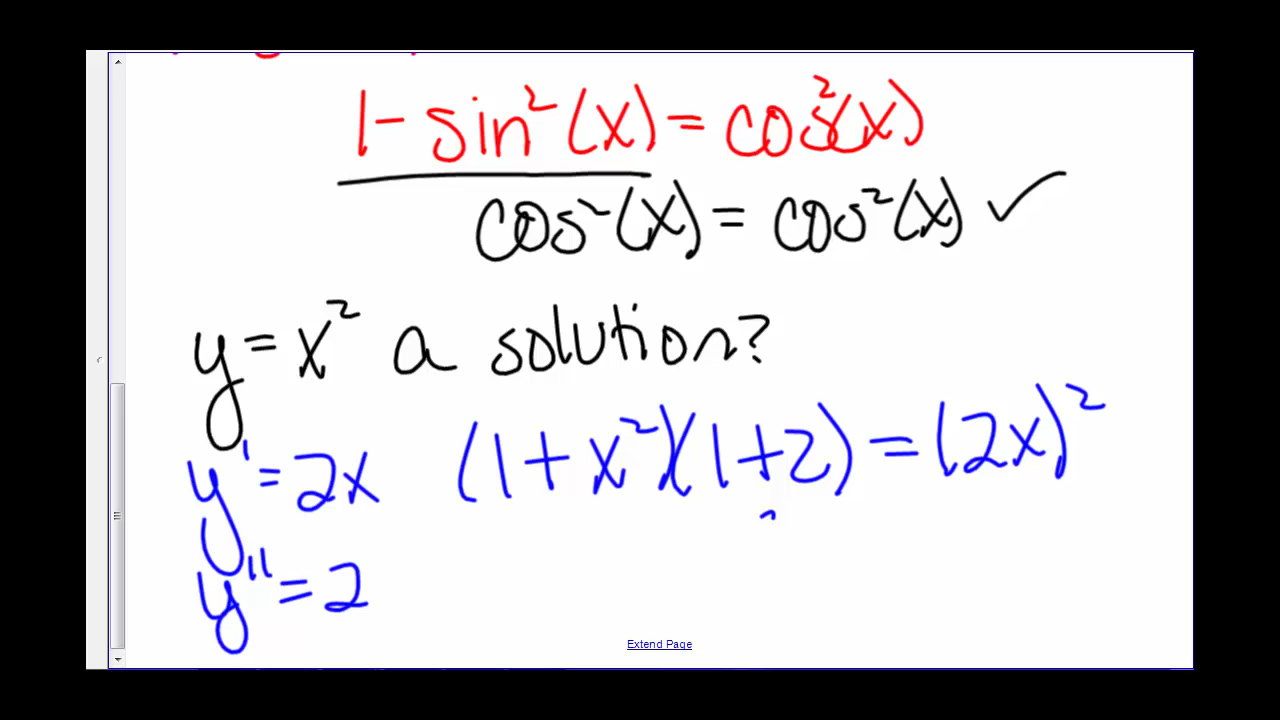 1 - sin²(x) = cos²(x)
cos²(x) = cos²(x) ✓
y = x² a solution?
y' = 2x (1 + x²)(1 + 2) = (2x)²
y'' = 2
Extend Page